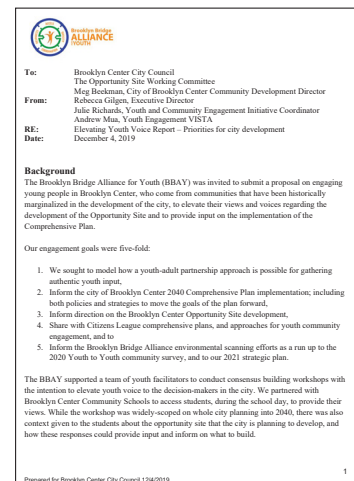 Brooklyn Bridge
ALLIANCE
for YOUTH
To: Brooklyn Center City Council
The Opportunity Site Working Committee
Meg Beekman, City of Brooklyn Center Community Development Director
From: Rebecca Gilgen, Executive Director
Julie Richards, Youth and Community Engagement Initiative Coordinator
Andrew Mua, Youth Engagement VISTA
RE: Elevating Youth Voice Report – Priorities for city development
Date: December 4, 2019
Background
The Brooklyn Bridge Alliance for Youth (BBAY) was invited to submit a proposal on engaging
young people in Brooklyn Center, who come from communities that have been historically
marginalized in the development of the city, to elevate their views and voices regarding the
development of the Opportunity Site and to provide input on the implementation of the
Comprehensive Plan.
Our engagement goals were five-fold:
1. We sought to model how a youth-adult partnership approach is possible for gathering
authentic youth input,
2. Inform the city of Brooklyn Center 2040 Comprehensive Plan implementation; including
both policies and strategies to move the goals of the plan forward,
3. Inform direction on the Brooklyn Center Opportunity Site development,
4. Share with Citizens League comprehensive plans, and approaches for youth community
engagement, and to
5. Inform the Brooklyn Bridge Alliance environmental scanning efforts as a run up to the
2020 Youth to Youth community survey, and to our 2021 strategic plan.
The BBAY supported a team of youth facilitators to conduct consensus building workshops with
the intention to elevate youth voice to the decision-makers in the city. We partnered with
Brooklyn Center Community Schools to access students, during the school day, to provide their
views. While the workshop was widely-scoped on whole city planning into 2040, there was also
context given to the students about the opportunity site that the city is planning to develop, and
how these responses could provide input and inform on what to build.
1
Prepared for Brooklyn Center City Council 12/4/2019